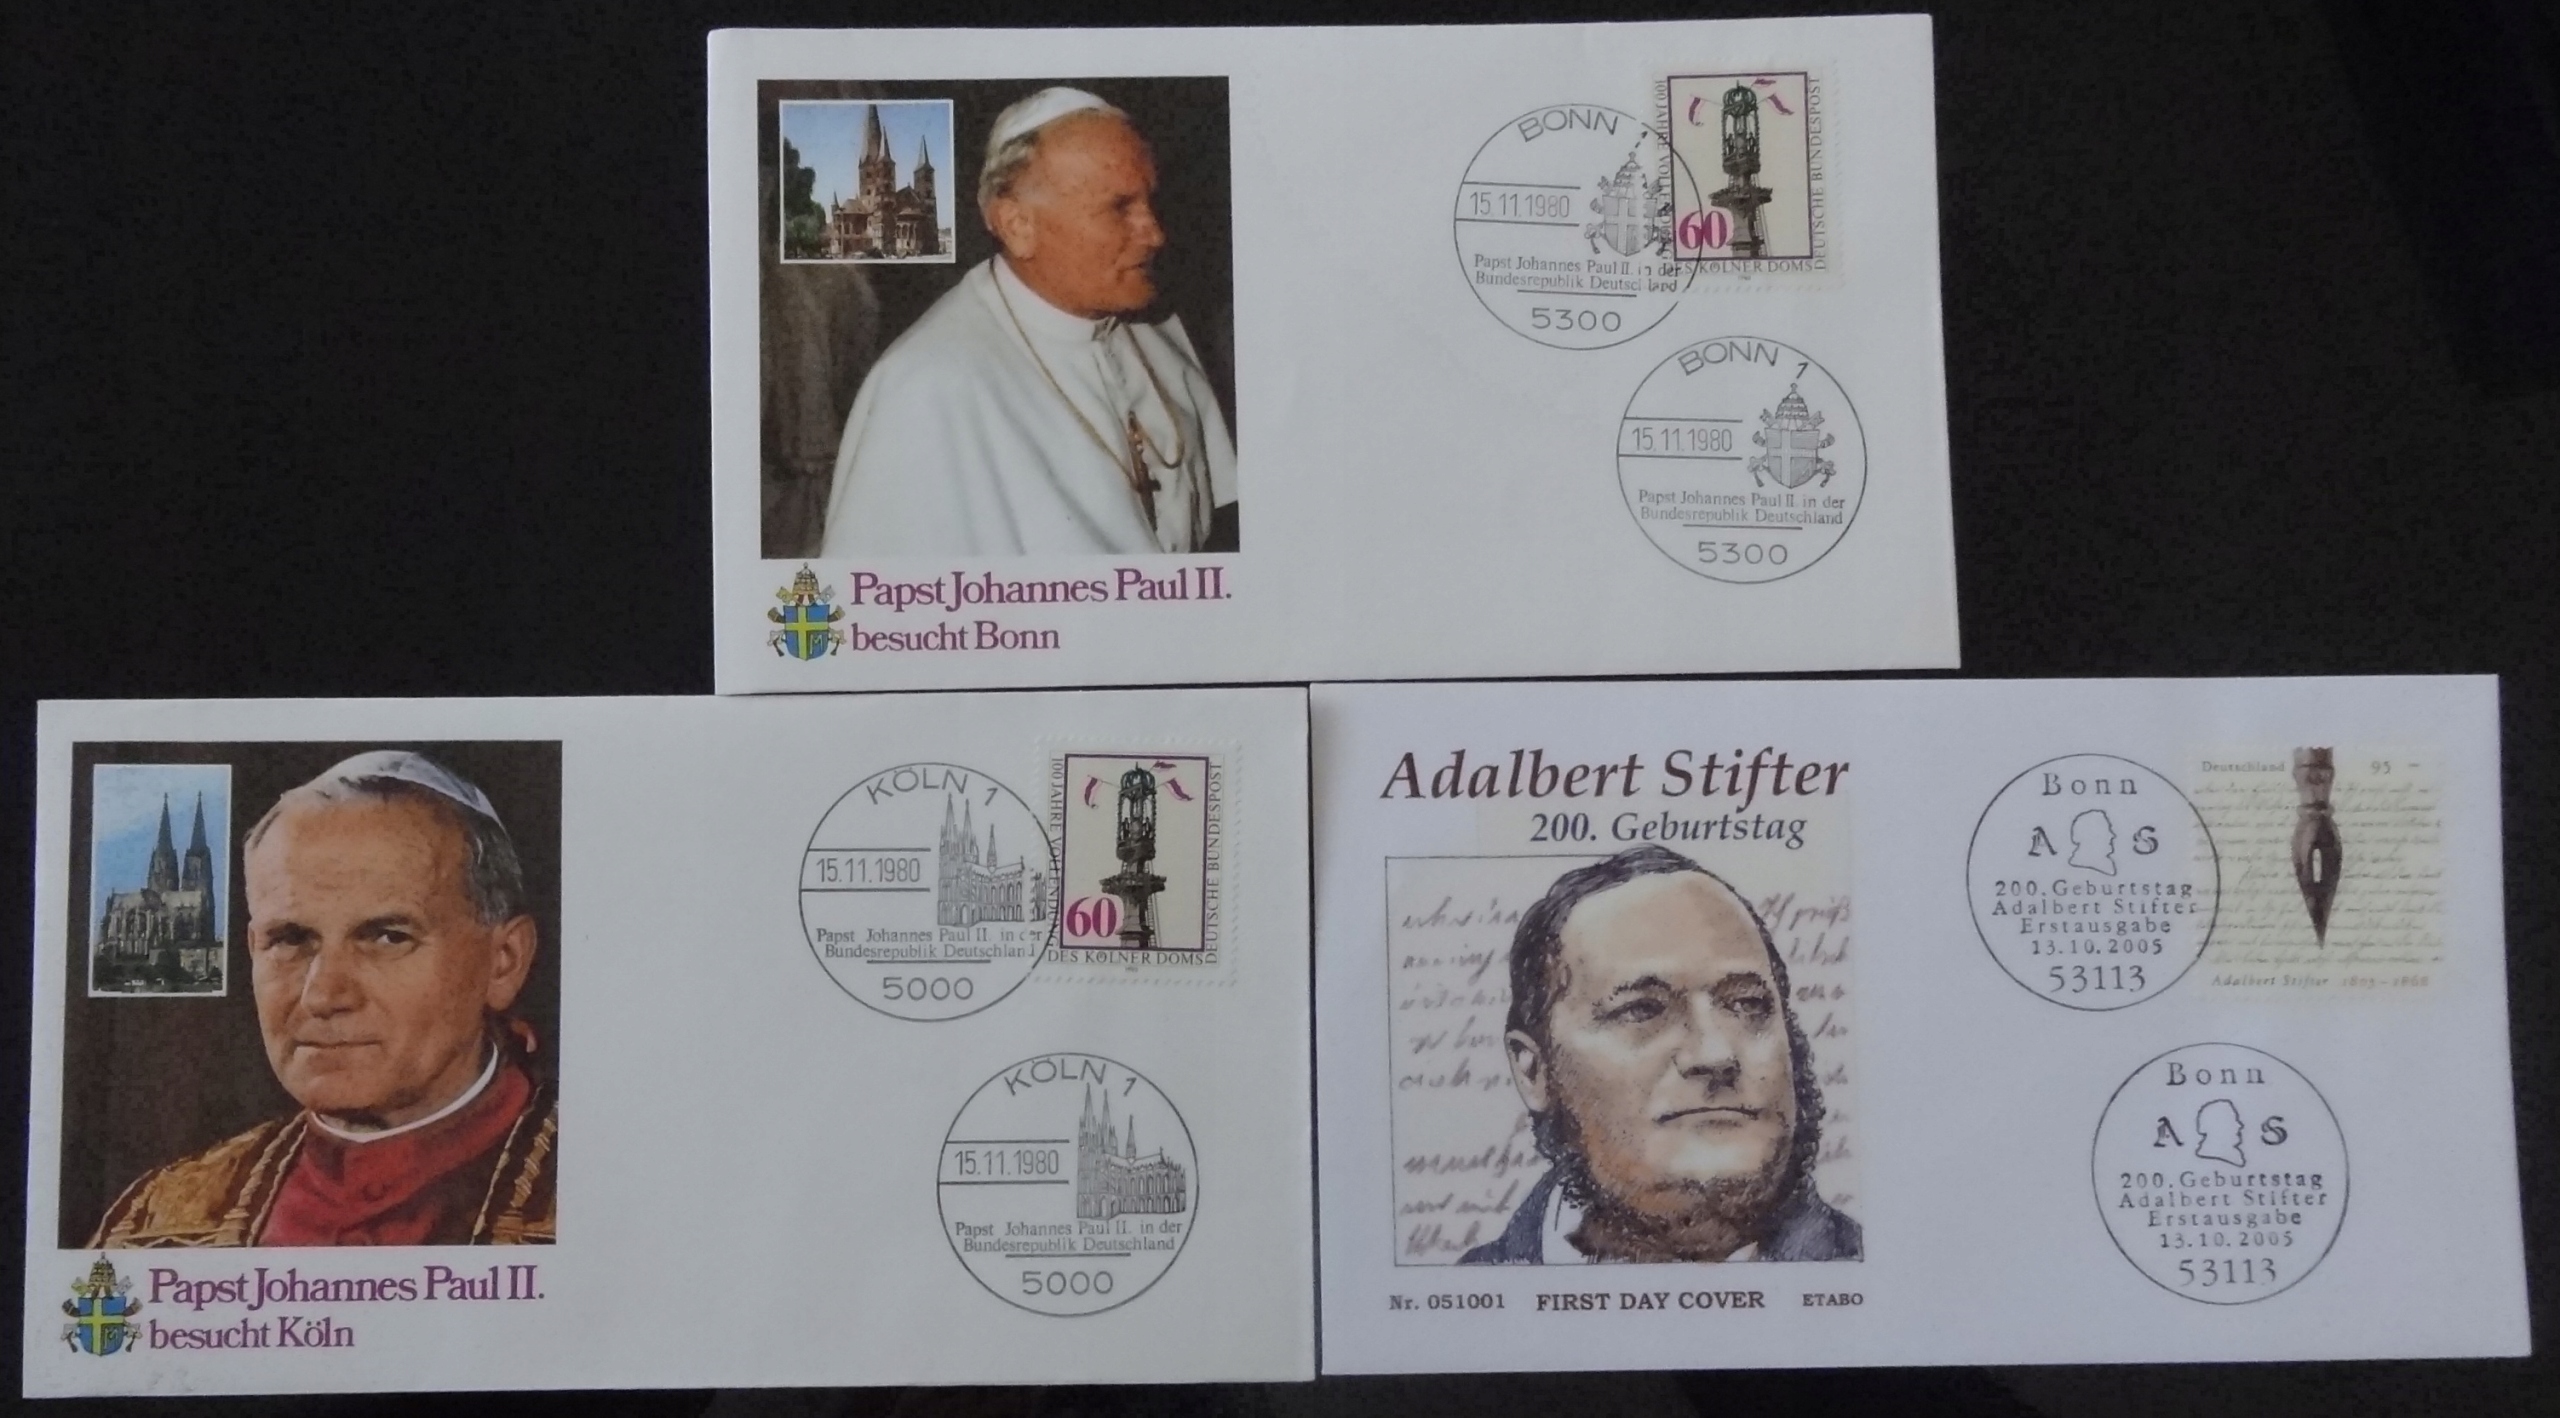 BONN 1
15.11.1980
Papst Johannes Paul II. in der
Bundesrepublik Deutschland
5300
100 JAHRE VOLLENDUNG
DES KÖLNER DOMS
DEUTSCHE BUNDESPOST
60
BONN 1
15.11.1980
Papst Johannes Paul II. in der
Bundesrepublik Deutschland
5300
Papst Johannes Paul II.
besucht Bonn
KÖLN 1
15.11.1980
Papst Johannes Paul II. in der
Bundesrepublik Deutschland
5000
100 JAHRE VOLLENDUNG
DES KÖLNER DOMS
DEUTSCHE BUNDESPOST
60
1980
KÖLN 1
15.11.1980
Papst Johannes Paul II. in der
Bundesrepublik Deutschland
5000
Papst Johannes Paul II.
besucht Köln
Adalbert Stifter
200. Geburtstag
Nr. 051001 FIRST DAY COVER ETABO
Bonn
A S
200. Geburtstag
Adalbert Stifter
Erstausgabe
13.10.2005
53113
Deutschland 95
Adalbert Stifter 1805-1868
Bonn
A S
200. Geburtstag
Adalbert Stifter
Erstausgabe
13.10.2005
53113